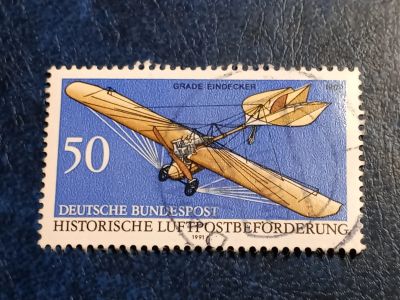 GRADE EINDECKER 1909
50
DEUTSCHE BUNDESPOST
HISTORISCHE LUFTPOSTBEFÖRDERUNG
1991